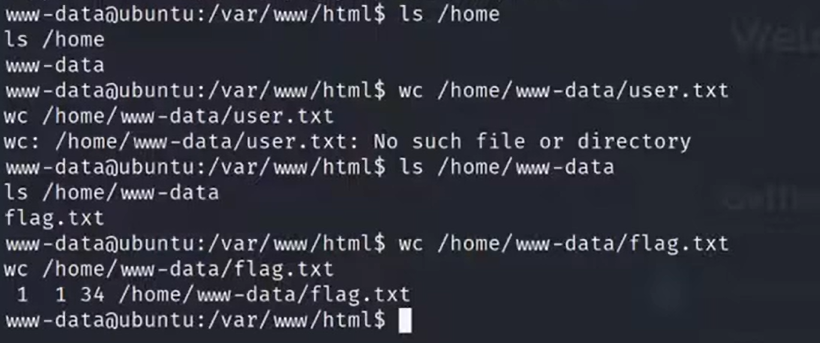 www-data@ubuntu:/var/www/html$ ls /home
ls /home
www-data
www-data@ubuntu:/var/www/html$ wc /home/www-data/user.txt
wc /home/www-data/user.txt
wc: /home/www-data/user.txt: No such file or directory
www-data@ubuntu:/var/www/html$ ls /home/www-data
ls /home/www-data
flag.txt
www-data@ubuntu:/var/www/html$ wc /home/www-data/flag.txt
wc /home/www-data/flag.txt
 1  1 34 /home/www-data/flag.txt
www-data@ubuntu:/var/www/html$